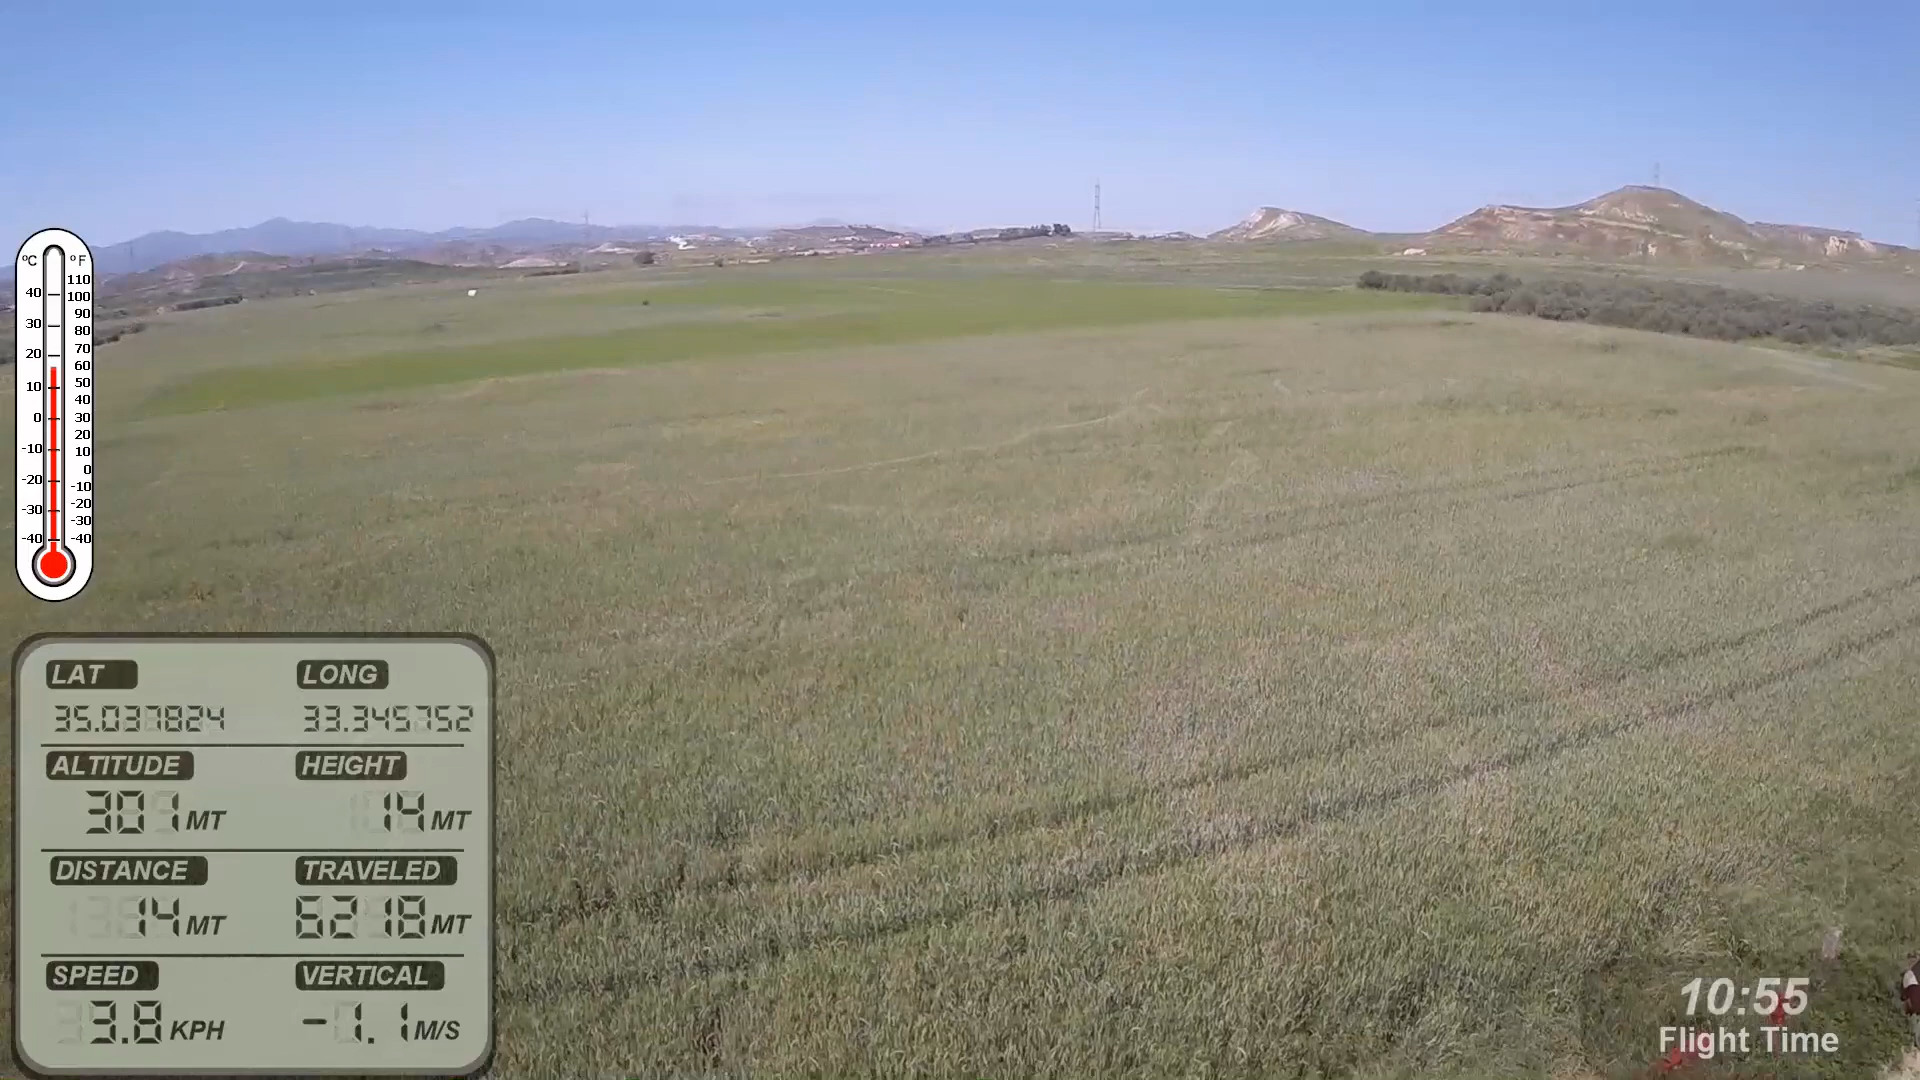 °C °F
110
40 100
90
30 80
20 70
60
10 50
40
0 30
20
-10 10
0
-20 -10
-20
-30 -30
-40 -40
LAT LONG
35.037824 33.345752
ALTITUDE HEIGHT
301 MT 14 MT
DISTANCE TRAVELED
14 MT 6218 MT
SPEED VERTICAL
3.8 KPH -1.1 M/S
10:55
Flight Time